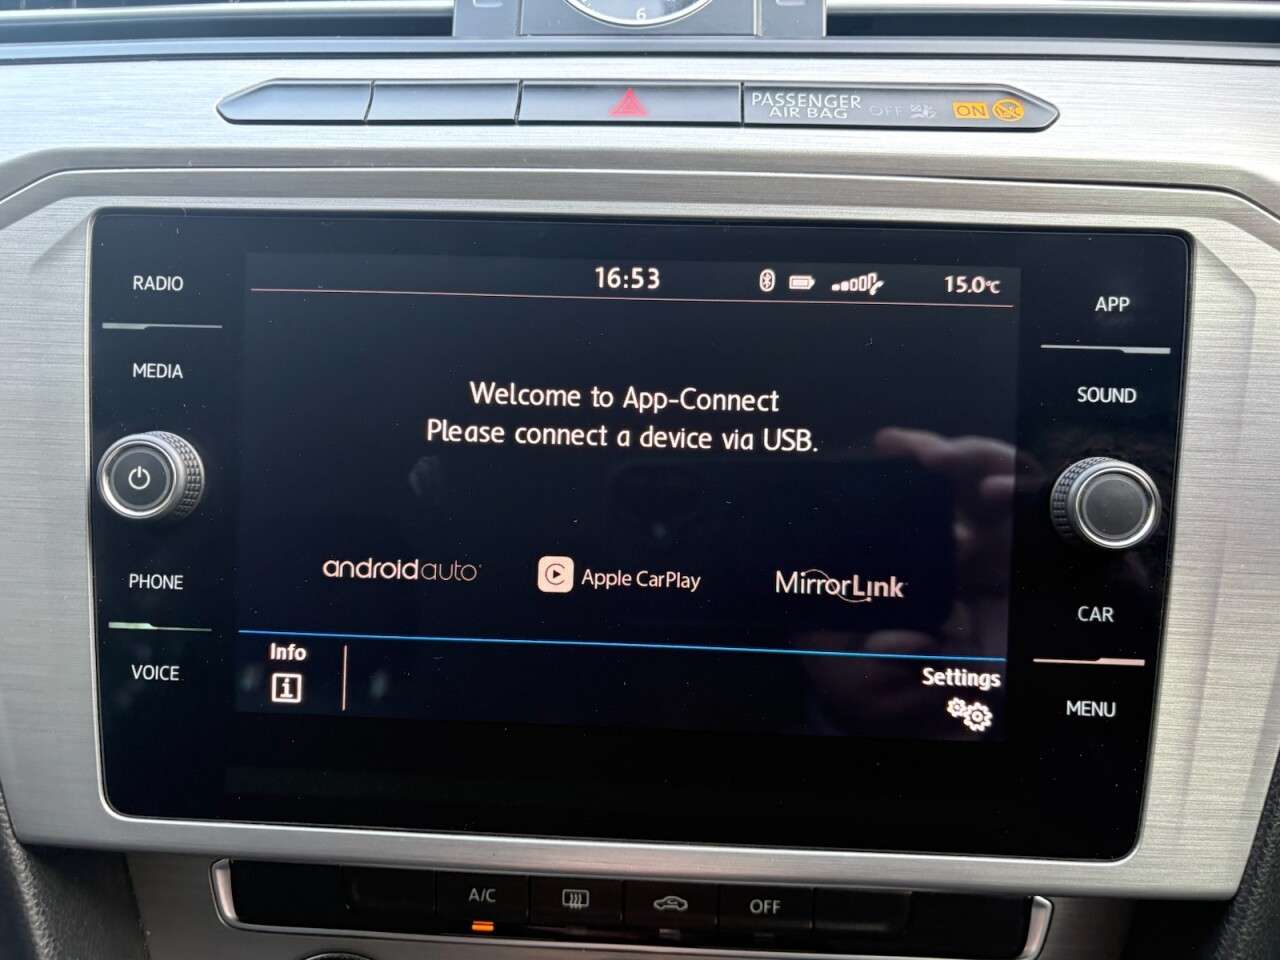 6
PASSENGER
AIR BAG OFF ON
RADIO
MEDIA
PHONE
VOICE
16:53
15.0°C
Welcome to App-Connect
Please connect a device via USB.
androidauto
Apple CarPlay
MirrorLink
Info
i
Settings
APP
SOUND
CAR
MENU
A/C
OFF